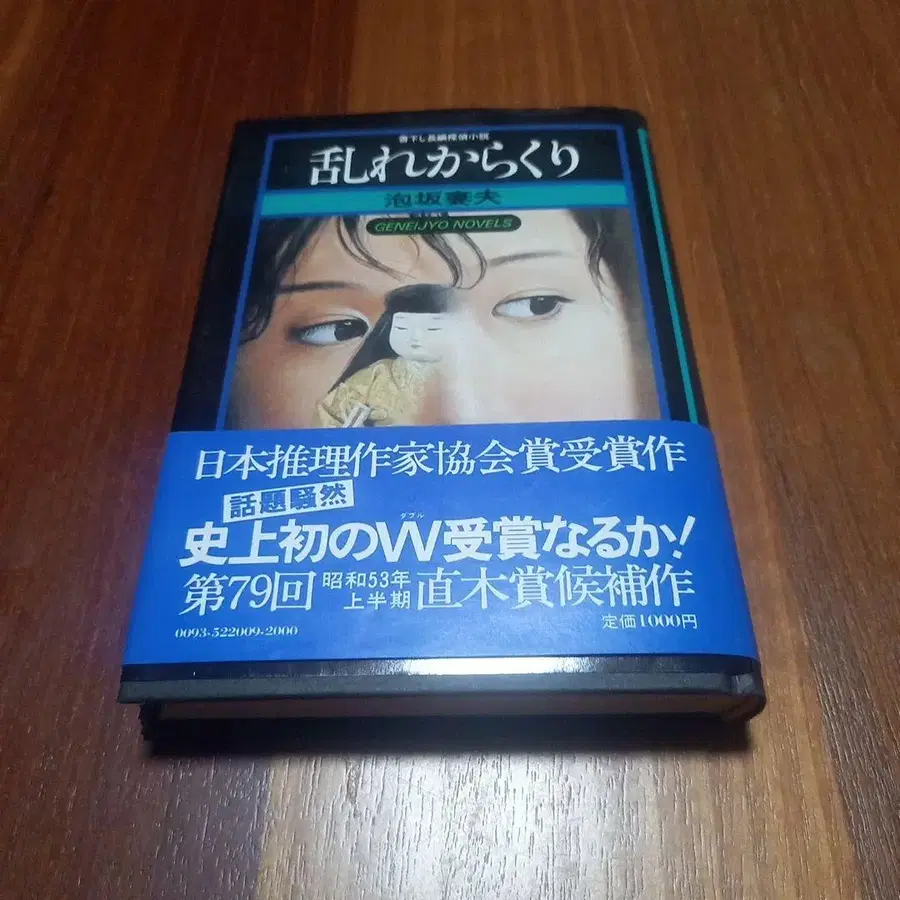 書下し長編探偵小説
乱れからくり
泡坂妻夫
GENEIJYO NOVELS
日本推理作家協会賞受賞作
話題騒然
ダブル
史上初のW受賞なるか!
第79回 昭和53年上半期 直木賞候補作
0093-522009-2000
定価1000円